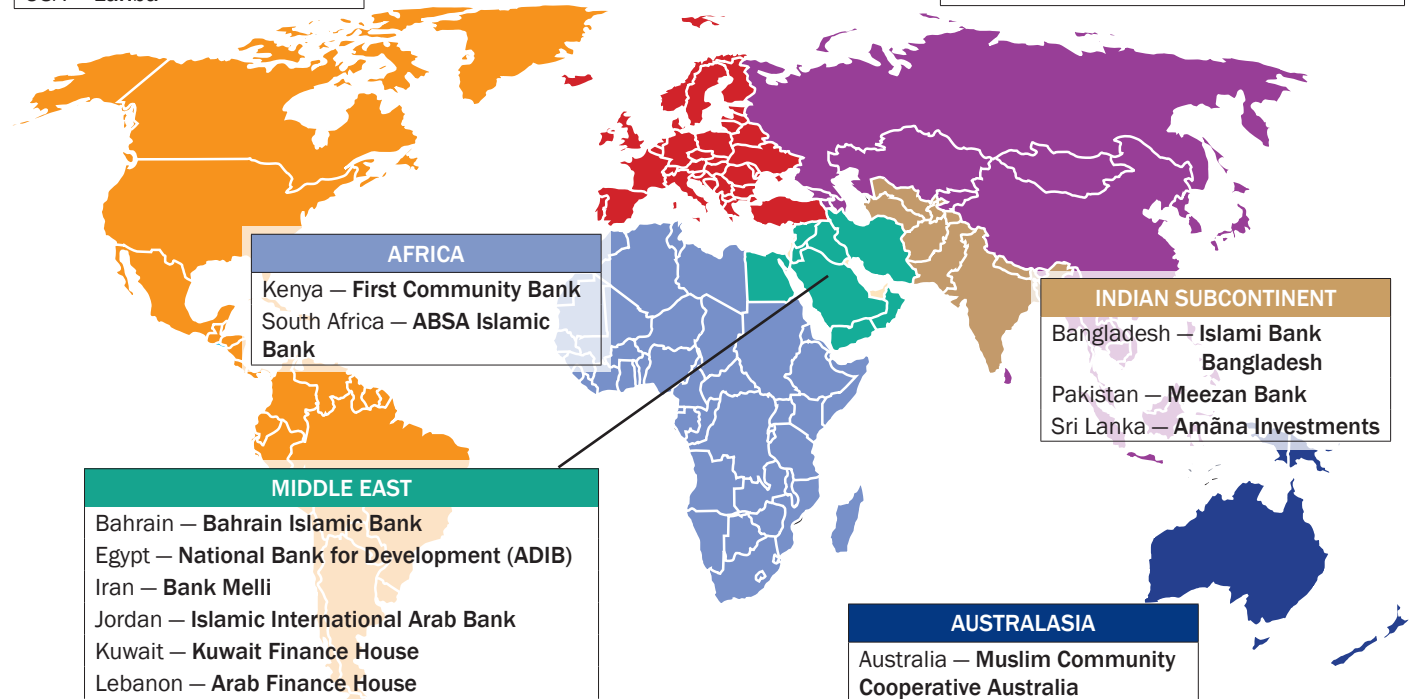 AFRICA
Kenya — First Community Bank
South Africa — ABSA Islamic
Bank
INDIAN SUBCONTINENT
Bangladesh — Islami Bank
Bangladesh
Pakistan — Meezan Bank
Sri Lanka — Amãna Investments
MIDDLE EAST
Bahrain — Bahrain Islamic Bank
Egypt — National Bank for Development (ADIB)
Iran — Bank Melli
Jordan — Islamic International Arab Bank
Kuwait — Kuwait Finance House
Lebanon — Arab Finance House
AUSTRALASIA
Australia — Muslim Community
Cooperative Australia